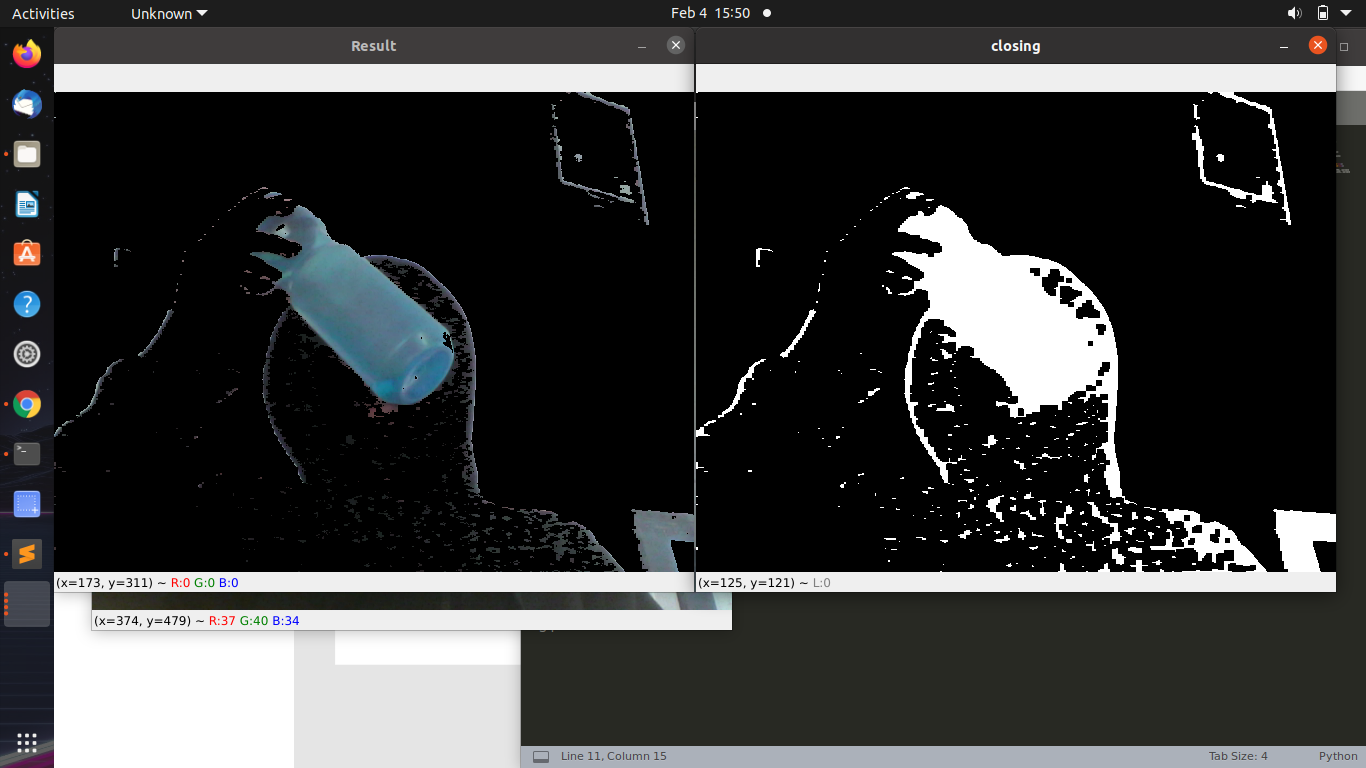 Activities
Unknown
Feb 4 15:50
Result
closing
(x=173, y=311) ~ R:0 G:0 B:0
(x=125, y=121) ~ L:0
(x=374, y=479) ~ R:37 G:40 B:34
Line 11, Column 15
Tab Size: 4
Python